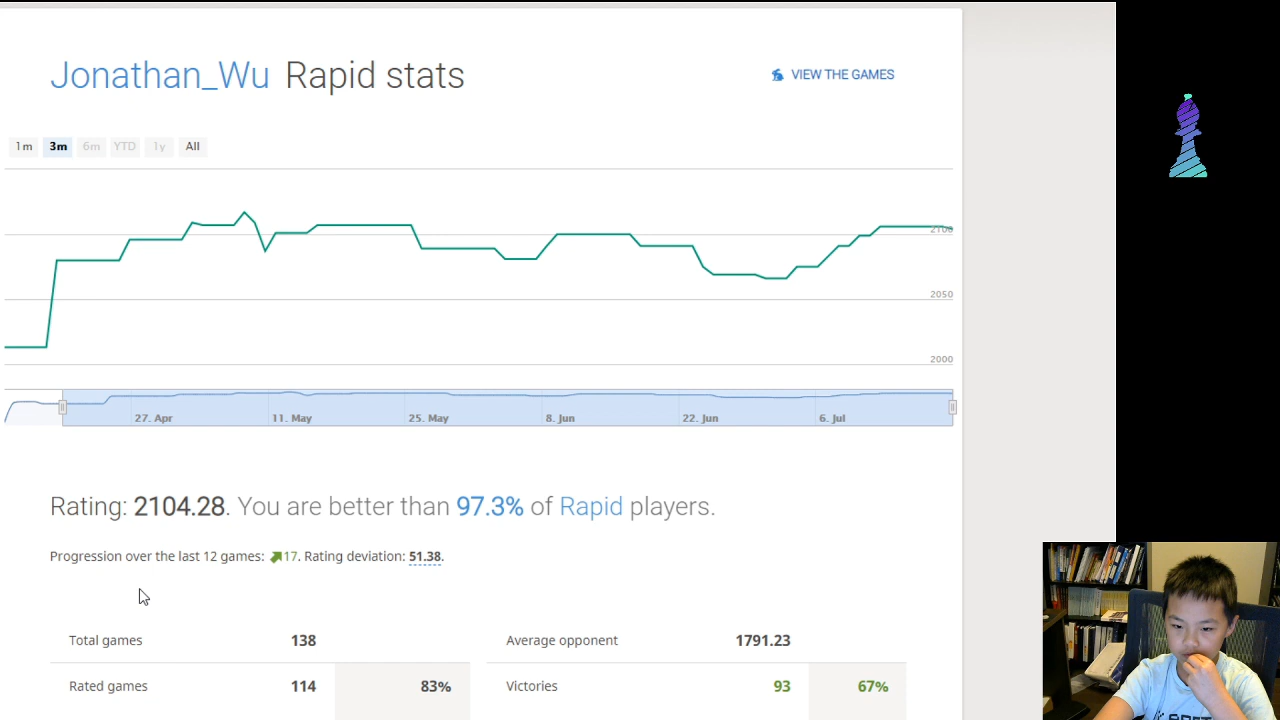 Jonathan_Wu Rapid stats
VIEW THE GAMES
1m 3m 6m YTD 1y All
2100
2050
2000
27. Apr 11. May 25. May 8. Jun 22. Jun 6. Jul
Rating: 2104.28. You are better than 97.3% of Rapid players.
Progression over the last 12 games: 17. Rating deviation: 51.38.
Total games 138
Average opponent 1791.23
Rated games 114 83%
Victories 93 67%